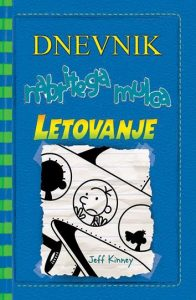 DNEVNIK
nabritega mulca
LETOVANJE
Jeff Kinney